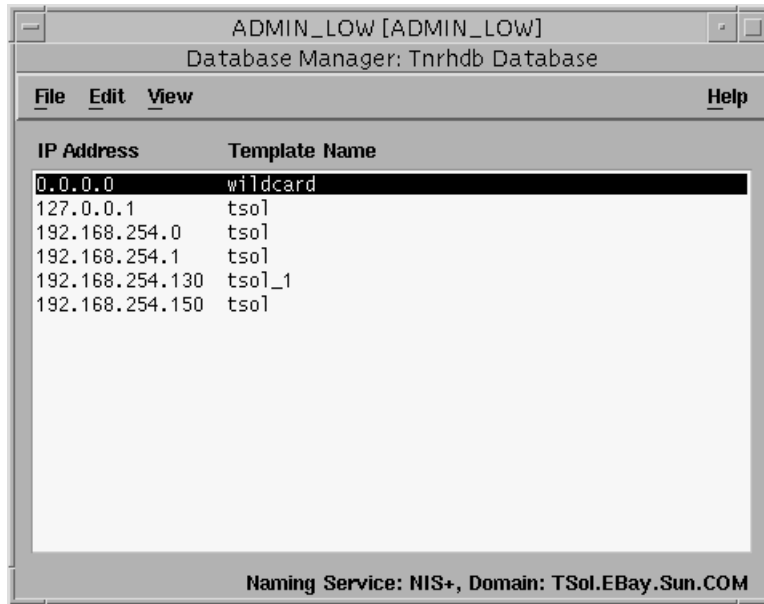 ADMIN_LOW [ADMIN_LOW]
Database Manager: Tnrhdb Database
File Edit View Help
IP Address Template Name
0.0.0.0 wildcard
127.0.0.1 tsol
192.168.254.0 tsol
192.168.254.1 tsol
192.168.254.130 tsol_1
192.168.254.150 tsol
Naming Service: NIS+, Domain: TSol.EBay.Sun.COM